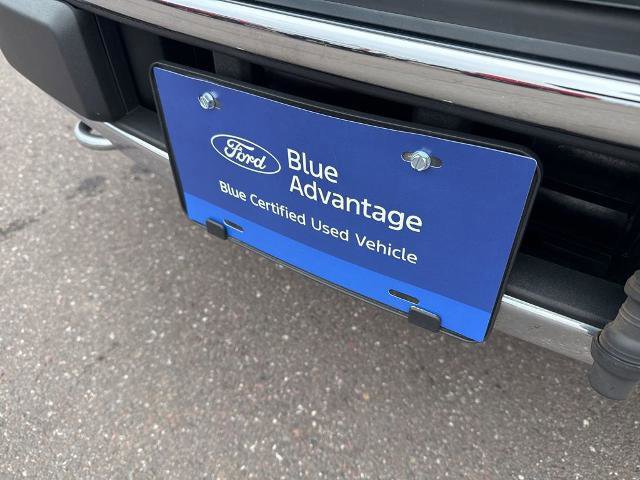 Ford
Blue
Advantage
Blue Certified Used Vehicle